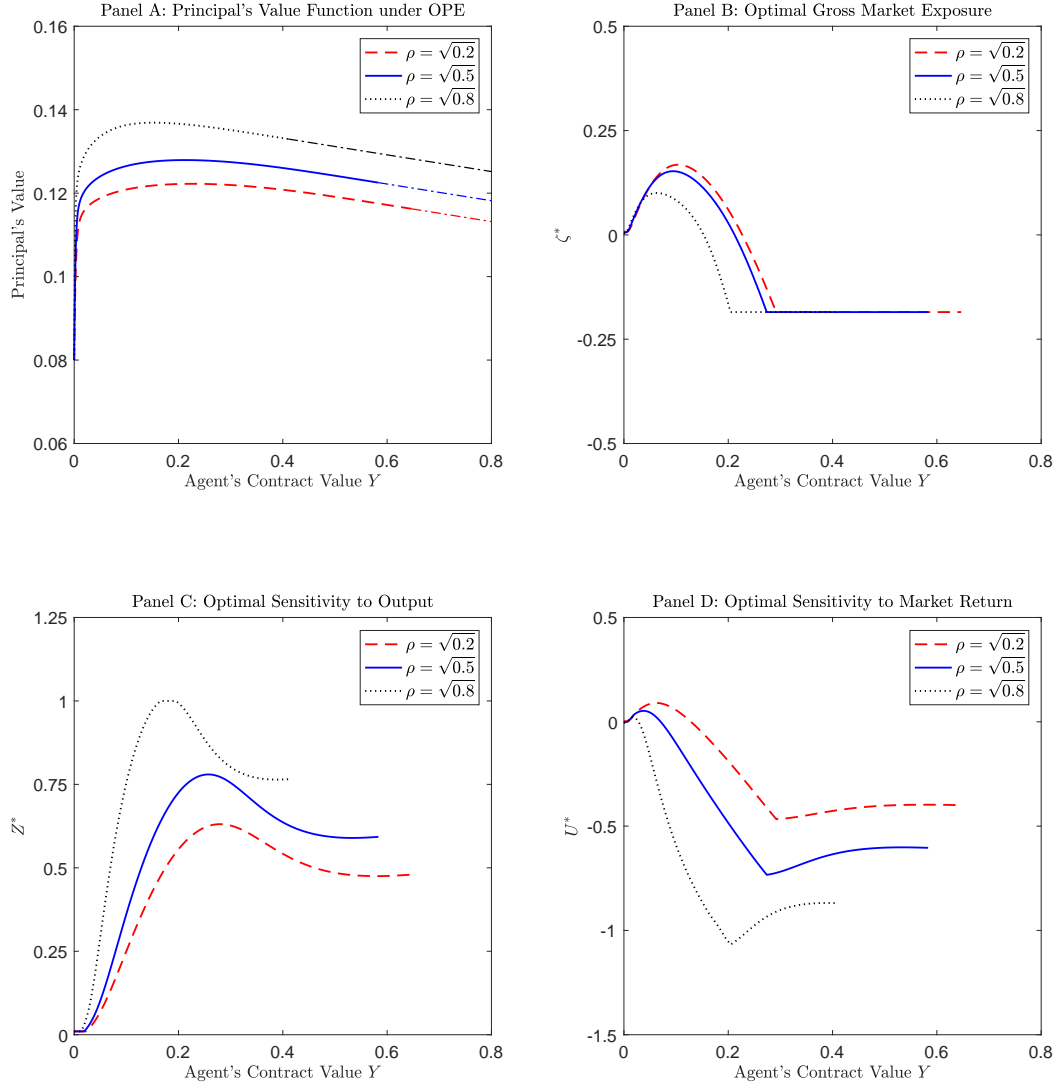 Panel A: Principal's Value Function under OPE
0.16
0.14
0.12
0.1
0.08
0.06
Principal's Value
ρ = √0.2
ρ = √0.5
ρ = √0.8
0 0.2 0.4 0.6 0.8
Agent's Contract Value Y
Panel B: Optimal Gross Market Exposure
0.5
0.25
0
-0.25
-0.5
ζ*
ρ = √0.2
ρ = √0.5
ρ = √0.8
0 0.2 0.4 0.6 0.8
Agent's Contract Value Y
Panel C: Optimal Sensitivity to Output
1.25
1
0.75
0.5
0.25
0
Z*
ρ = √0.2
ρ = √0.5
ρ = √0.8
0 0.2 0.4 0.6 0.8
Agent's Contract Value Y
Panel D: Optimal Sensitivity to Market Return
0.5
0
-0.5
-1
-1.5
U*
ρ = √0.2
ρ = √0.5
ρ = √0.8
0 0.2 0.4 0.6 0.8
Agent's Contract Value Y